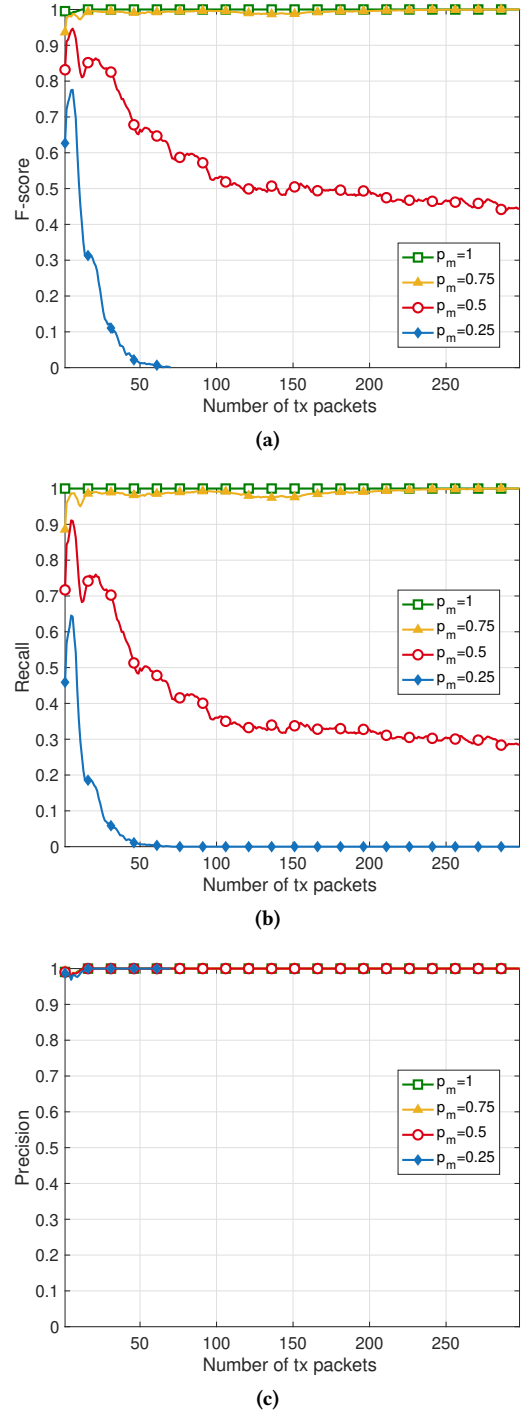 1
0.9
0.8
0.7
0.6
0.5
0.4
0.3
0.2
0.1
0
F-score
p_m=1
p_m=0.75
p_m=0.5
p_m=0.25
50 100 150 200 250
Number of tx packets
(a)
1
0.9
0.8
0.7
0.6
0.5
0.4
0.3
0.2
0.1
0
Recall
p_m=1
p_m=0.75
p_m=0.5
p_m=0.25
50 100 150 200 250
Number of tx packets
(b)
1
0.9
0.8
0.7
0.6
0.5
0.4
0.3
0.2
0.1
0
Precision
p_m=1
p_m=0.75
p_m=0.5
p_m=0.25
50 100 150 200 250
Number of tx packets
(c)